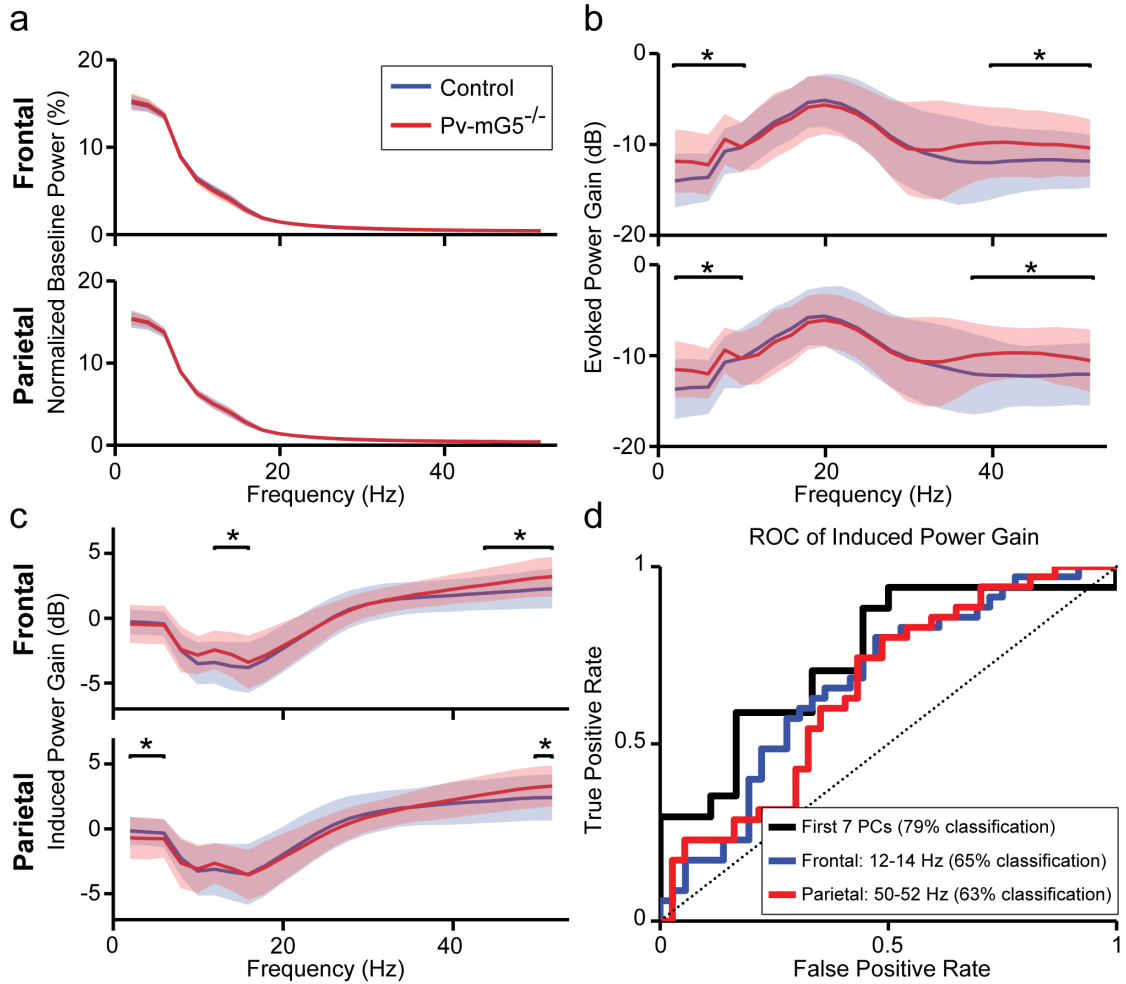 a
Frontal
Parietal
Normalized Baseline Power (%)
20
10
0
20
10
0
0
20
40
Frequency (Hz)
Control
Pv-mG5-/-
b
Evoked Power Gain (dB)
0
-10
-20
0
-10
-20
*
*
*
*
0
20
40
Frequency (Hz)
c
Frontal
Parietal
Induced Power Gain (dB)
5
0
-5
5
0
-5
*
*
*
*
0
20
40
Frequency (Hz)
d
ROC of Induced Power Gain
True Positive Rate
1
0.5
0
First 7 PCs (79% classification)
Frontal: 12-14 Hz (65% classification)
Parietal: 50-52 Hz (63% classification)
0
0.5
1
False Positive Rate